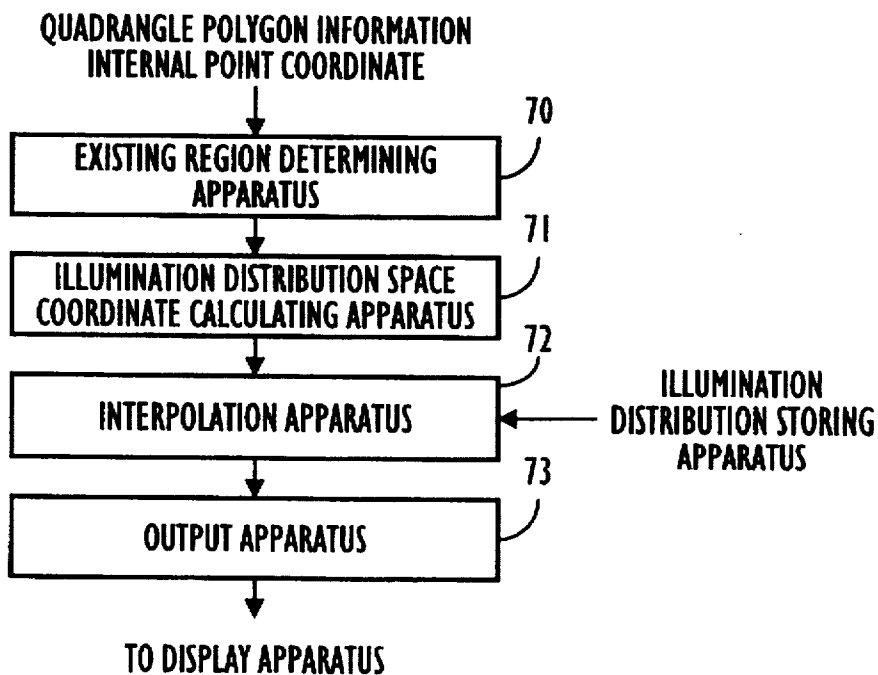 QUADRANGLE POLYGON INFORMATION
INTERNAL POINT COORDINATE
70
EXISTING REGION DETERMINING
APPARATUS
71
ILLUMINATION DISTRIBUTION SPACE
COORDINATE CALCULATING APPARATUS
72
INTERPOLATION APPARATUS
ILLUMINATION
DISTRIBUTION STORING
APPARATUS
73
OUTPUT APPARATUS
TO DISPLAY APPARATUS